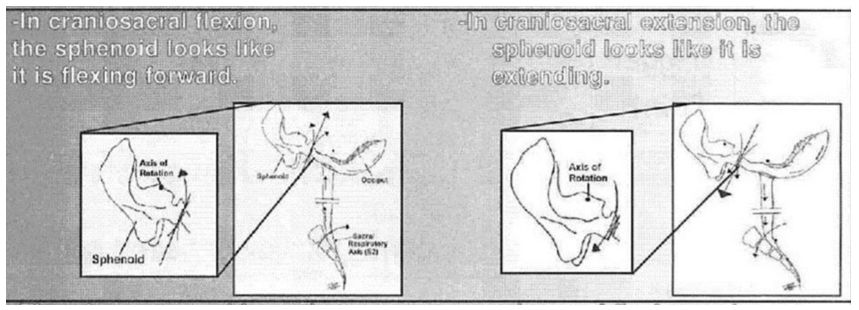 -In craniosacral flexion,
the sphenoid looks like
it is flexing forward.
Axis of
Rotation
Sphenoid
Sphenoid
Occiput
Sacral
Respiratory
Axis (S2)
-In craniosacral extension, the
sphenoid looks like it is
extending.
Axis of
Rotation